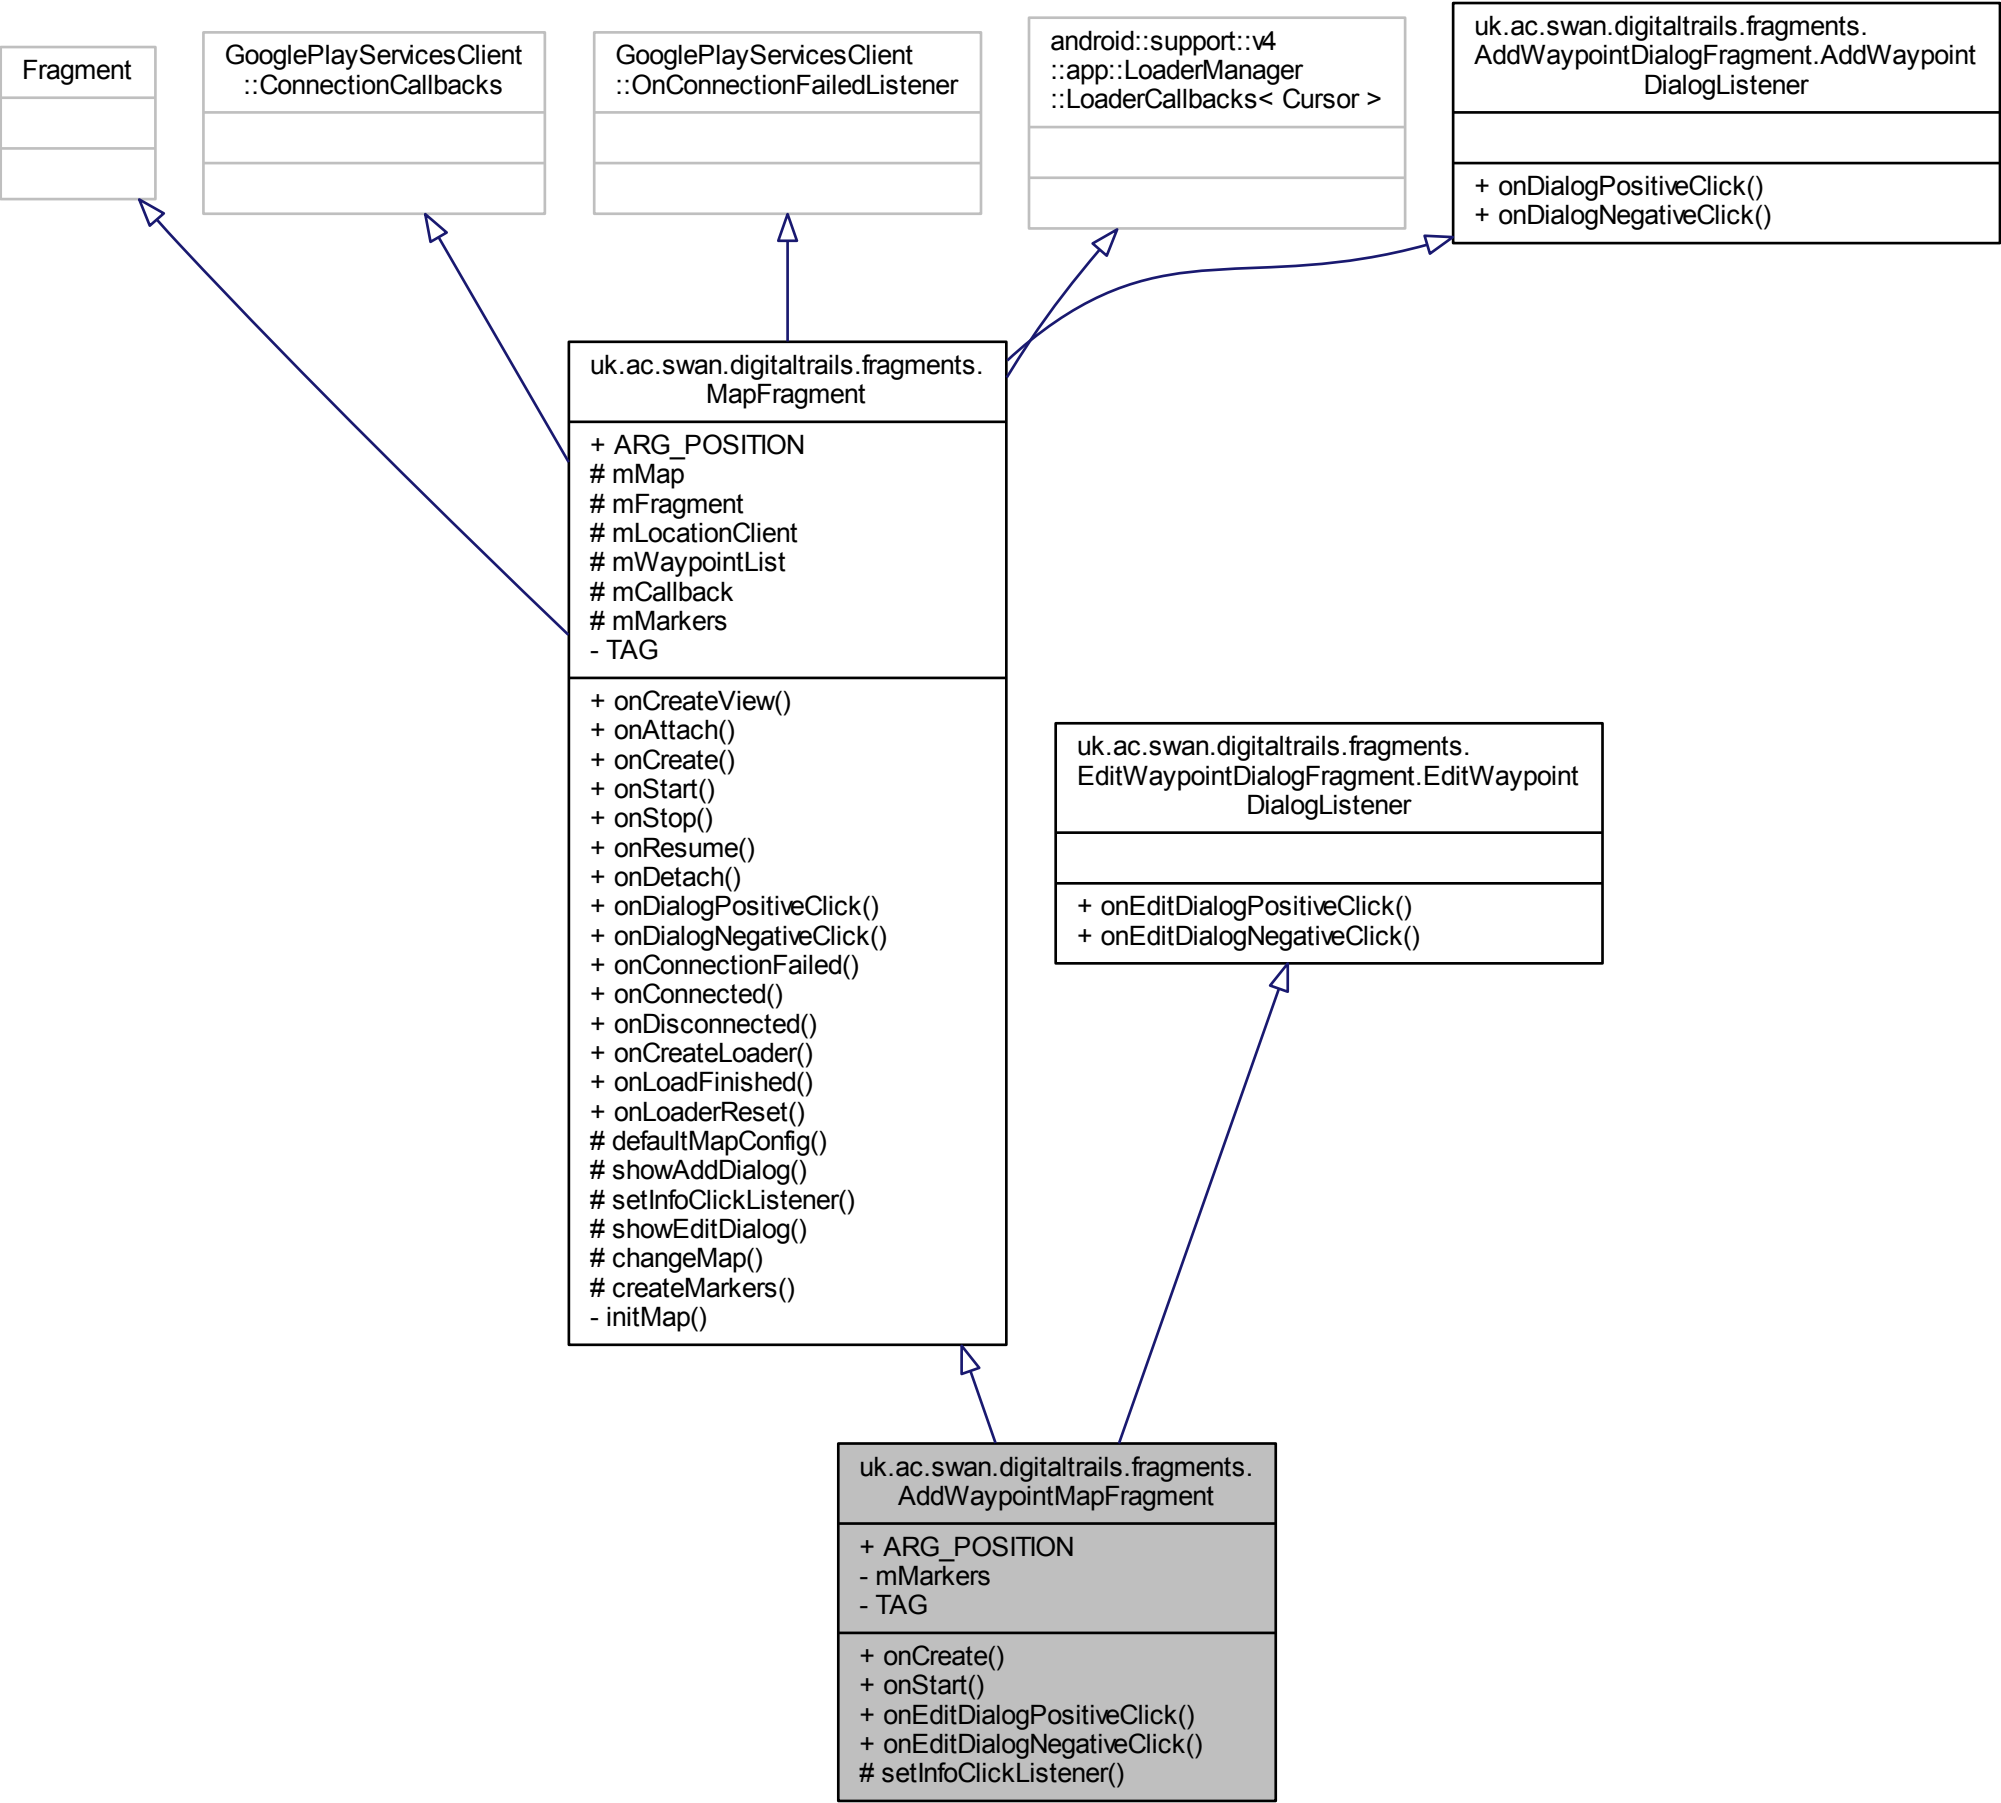 Fragment
GooglePlayServicesClient
::ConnectionCallbacks
GooglePlayServicesClient
::OnConnectionFailedListener
android::support::v4
::app::LoaderManager
::LoaderCallbacks< Cursor >
uk.ac.swan.digitaltrails.fragments.
AddWaypointDialogFragment.AddWaypoint
DialogListener
+ onDialogPositiveClick()
+ onDialogNegativeClick()
uk.ac.swan.digitaltrails.fragments.
MapFragment
+ ARG_POSITION
# mMap
# mFragment
# mLocationClient
# mWaypointList
# mCallback
# mMarkers
- TAG
+ onCreateView()
+ onAttach()
+ onCreate()
+ onStart()
+ onStop()
+ onResume()
+ onDetach()
+ onDialogPositiveClick()
+ onDialogNegativeClick()
+ onConnectionFailed()
+ onConnected()
+ onDisconnected()
+ onCreateLoader()
+ onLoadFinished()
+ onLoaderReset()
# defaultMapConfig()
# showAddDialog()
# setInfoClickListener()
# showEditDialog()
# changeMap()
# createMarkers()
- initMap()
uk.ac.swan.digitaltrails.fragments.
EditWaypointDialogFragment.EditWaypoint
DialogListener
+ onEditDialogPositiveClick()
+ onEditDialogNegativeClick()
uk.ac.swan.digitaltrails.fragments.
AddWaypointMapFragment
+ ARG_POSITION
- mMarkers
- TAG
+ onCreate()
+ onStart()
+ onEditDialogPositiveClick()
+ onEditDialogNegativeClick()
# setInfoClickListener()